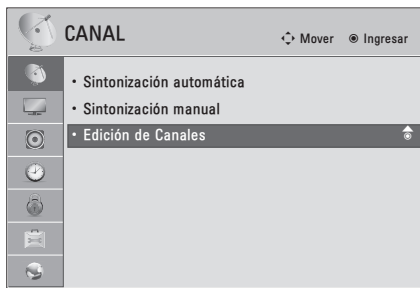 CANAL
Mover Ingresar
• Sintonización automática
• Sintonización manual
• Edición de Canales